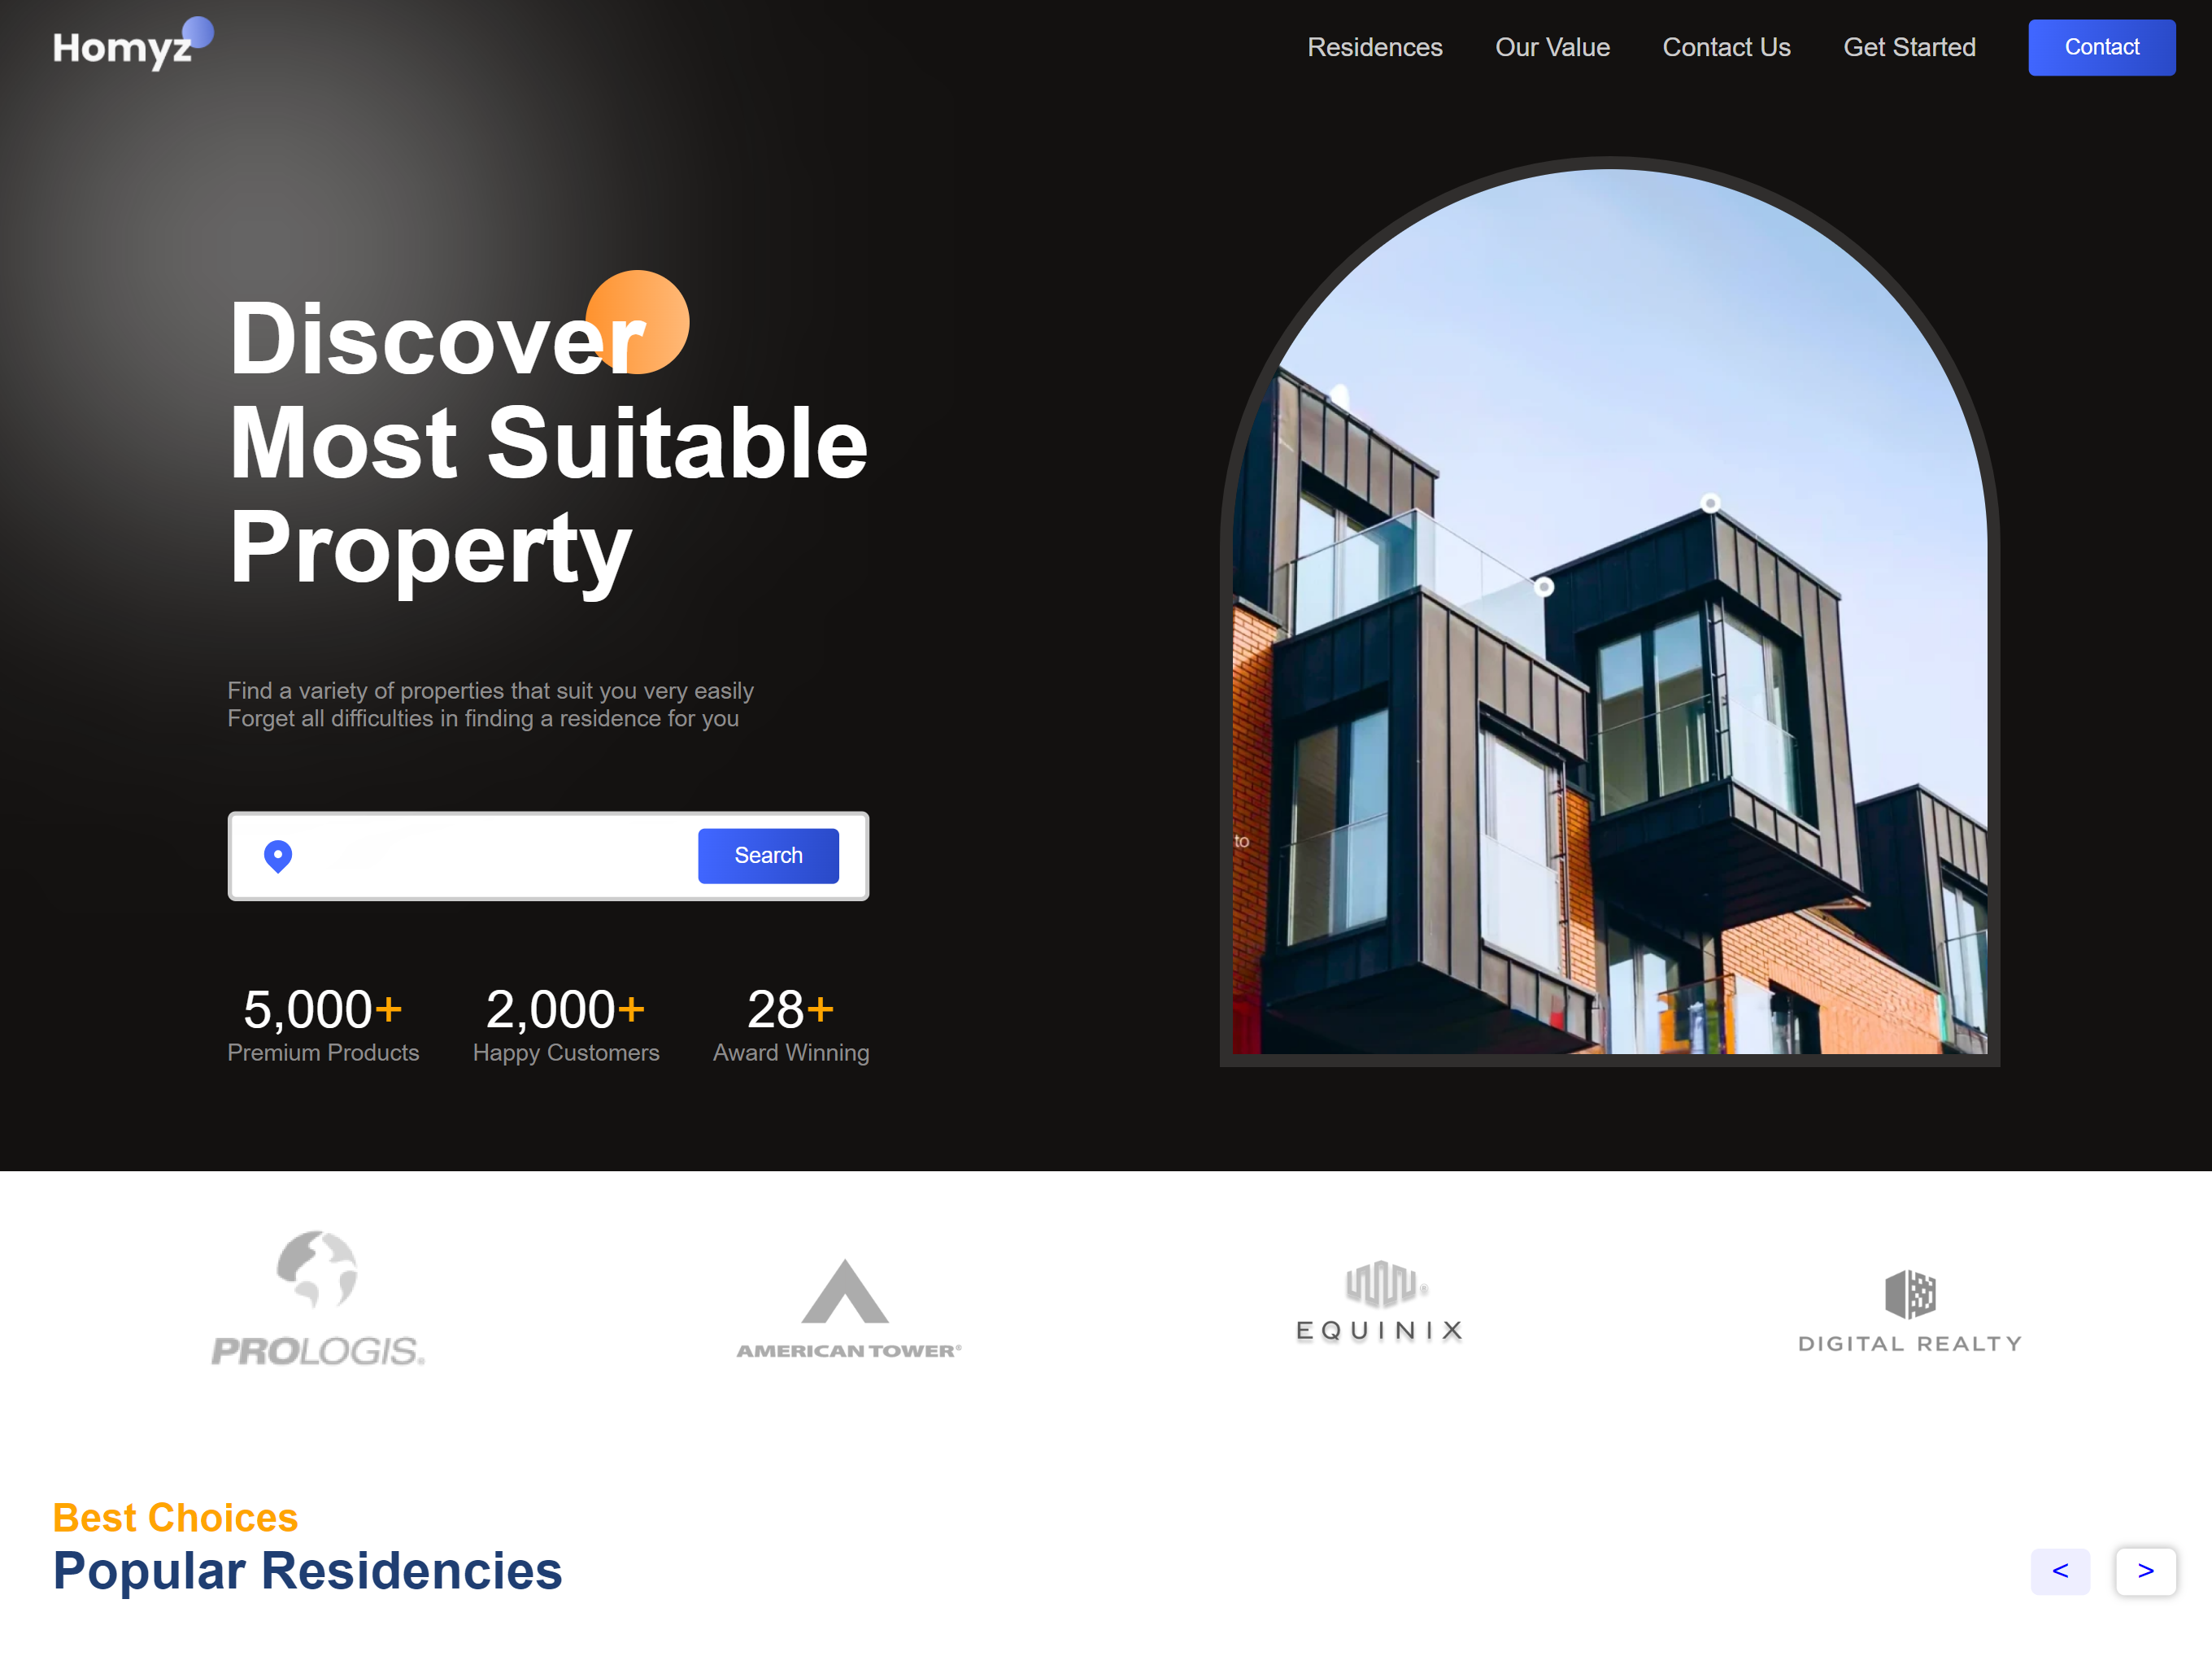 Homyz
Residences
Our Value
Contact Us
Get Started
Contact
Discover
Most Suitable
Property
Find a variety of properties that suit you very easily
Forget all difficulties in finding a residence for you
Search
5,000+
Premium Products
2,000+
Happy Customers
28+
Award Winning
to
PROLOGIS®
AMERICAN TOWER®
EQUINIX
DIGITAL REALTY
Best Choices
Popular Residencies
<
>